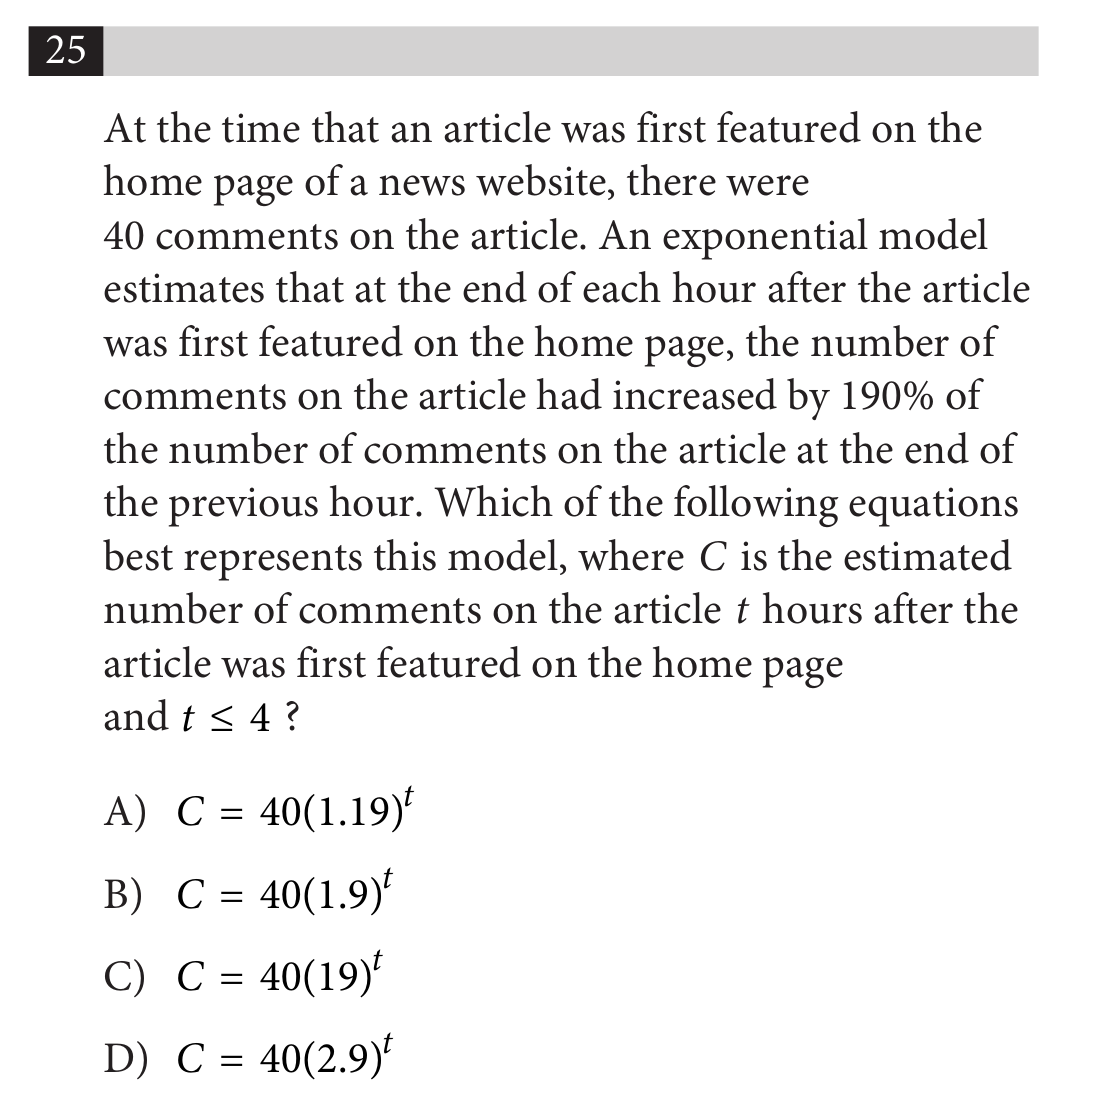 25
At the time that an article was first featured on the
home page of a news website, there were
40 comments on the article. An exponential model
estimates that at the end of each hour after the article
was first featured on the home page, the number of
comments on the article had increased by 190% of
the number of comments on the article at the end of
the previous hour. Which of the following equations
best represents this model, where C is the estimated
number of comments on the article t hours after the
article was first featured on the home page
and t ≤ 4 ?
A) C = 40(1.19)^t
B) C = 40(1.9)^t
C) C = 40(19)^t
D) C = 40(2.9)^t